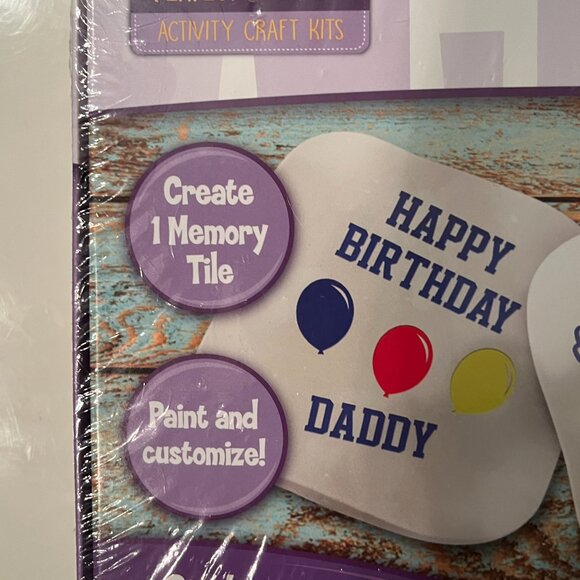 ACTIVITY CRAFT KITS
Create
1 Memory
Tile
HAPPY
BIRTHDAY
DADDY
Paint and
customize!